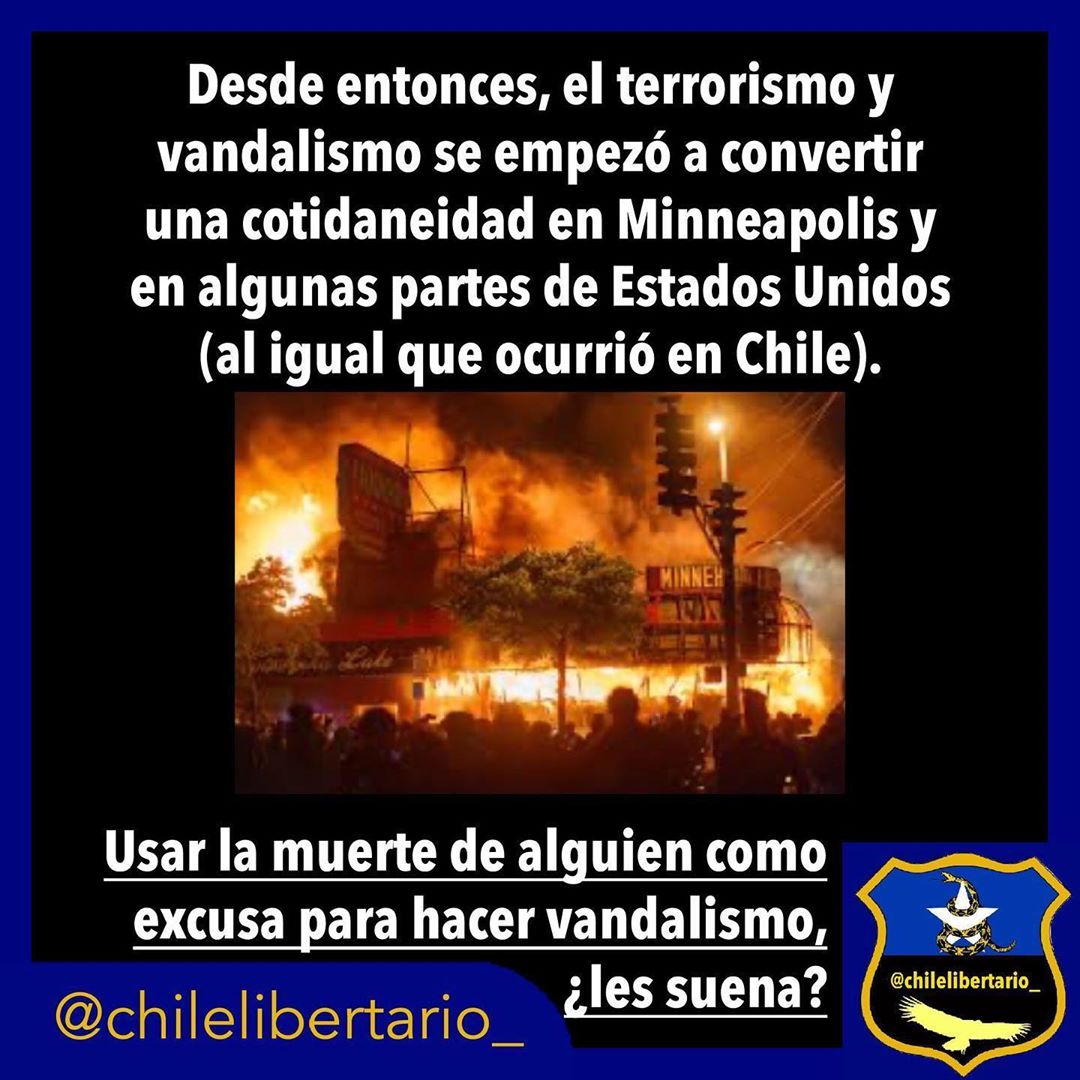 Desde entonces, el terrorismo y
vandalismo se empezó a convertir
una cotidaneidad en Minneapolis y
en algunas partes de Estados Unidos
(al igual que ocurrió en Chile).
MINNEH
Lake
Usar la muerte de alguien como
excusa para hacer vandalismo,
¿les suena?
@chilelibertario_
@chilelibertario_